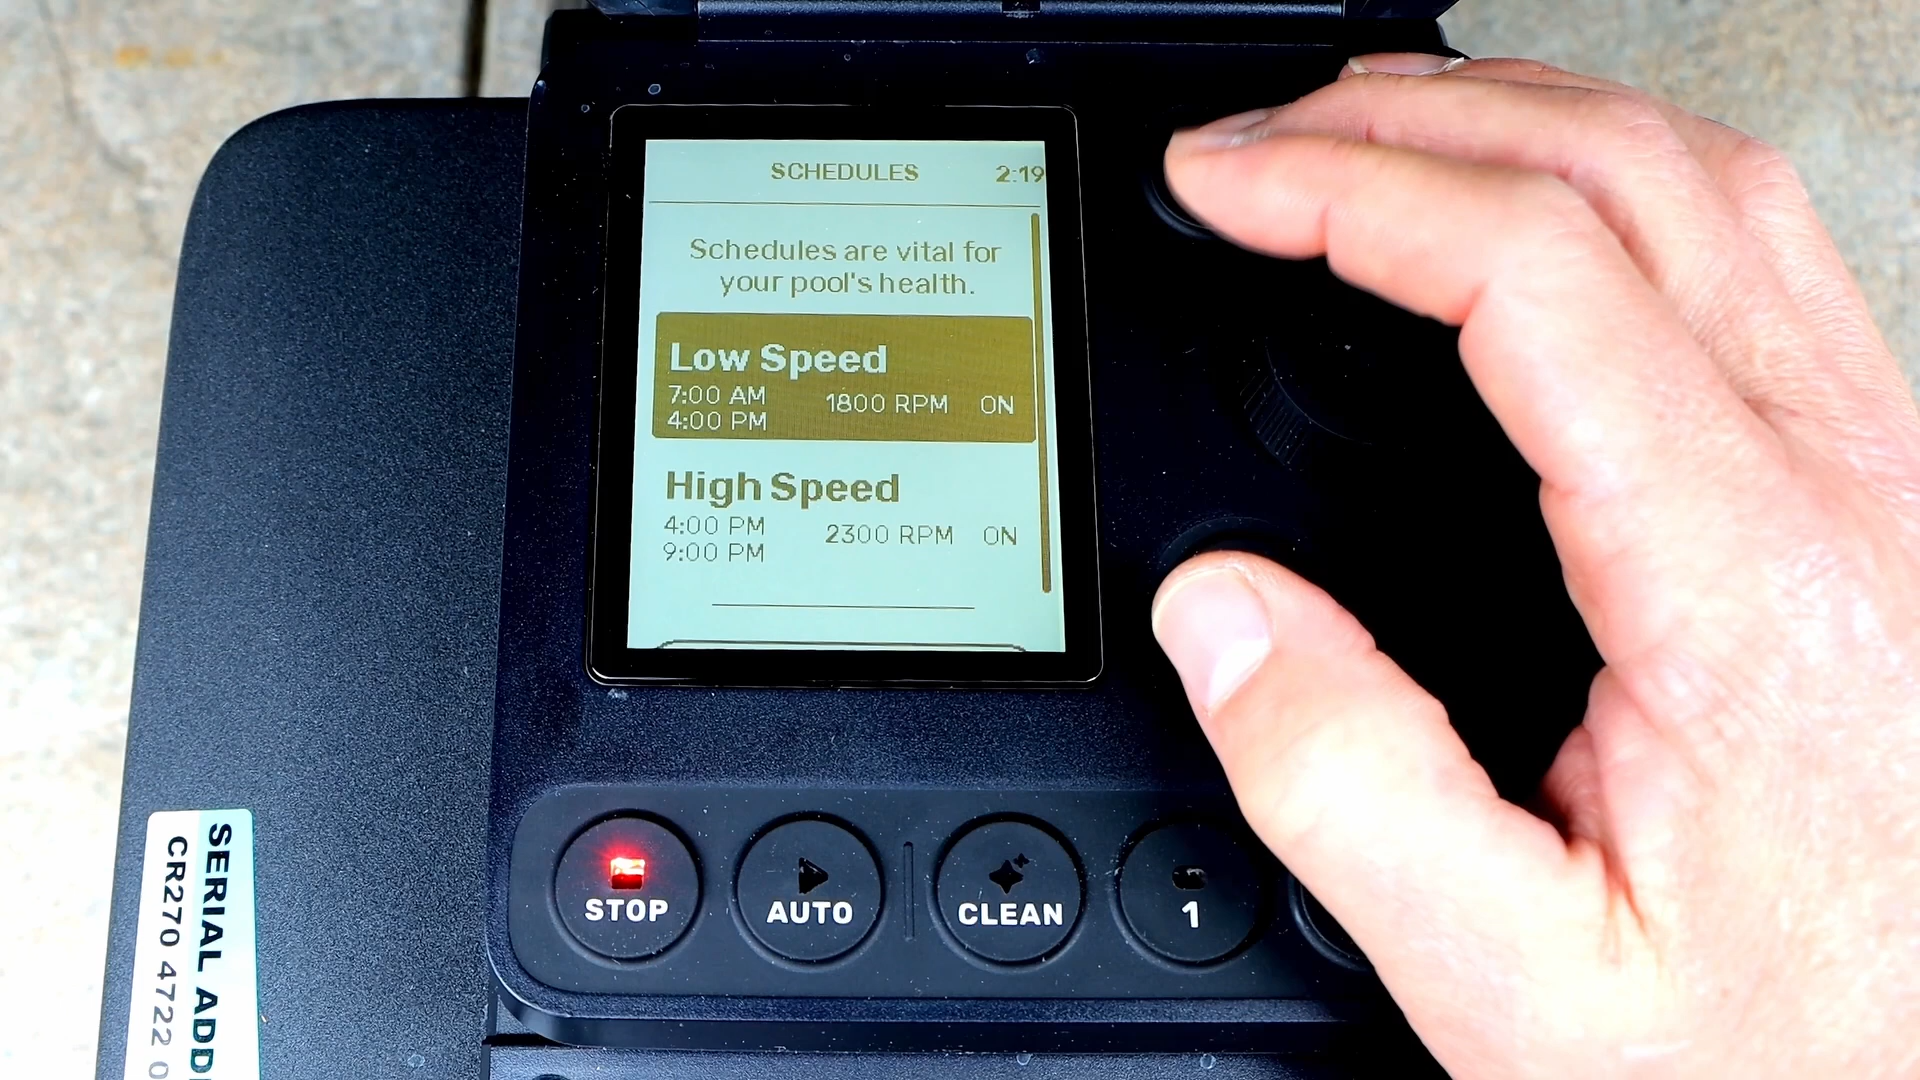 SCHEDULES 2:19
Schedules are vital for
your pool's health.
Low Speed
7:00 AM
4:00 PM
1800 RPM ON
High Speed
4:00 PM
9:00 PM
2300 RPM ON
STOP
AUTO
CLEAN
1
SERIAL
CR270 4722